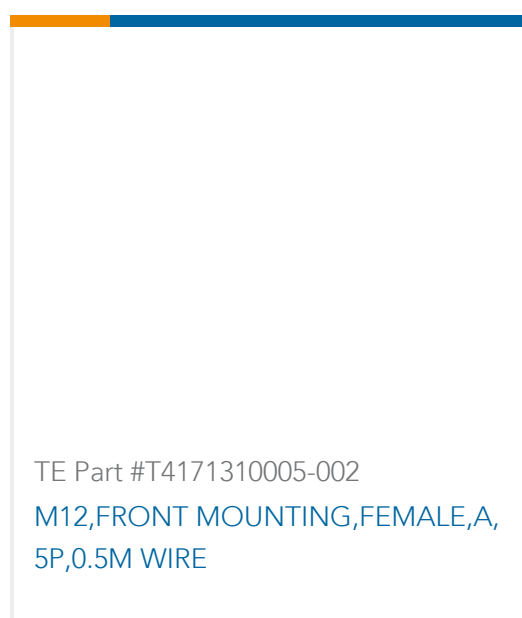 TE Part #T4171310005-002
M12,FRONT MOUNTING,FEMALE,A,
5P,0.5M WIRE